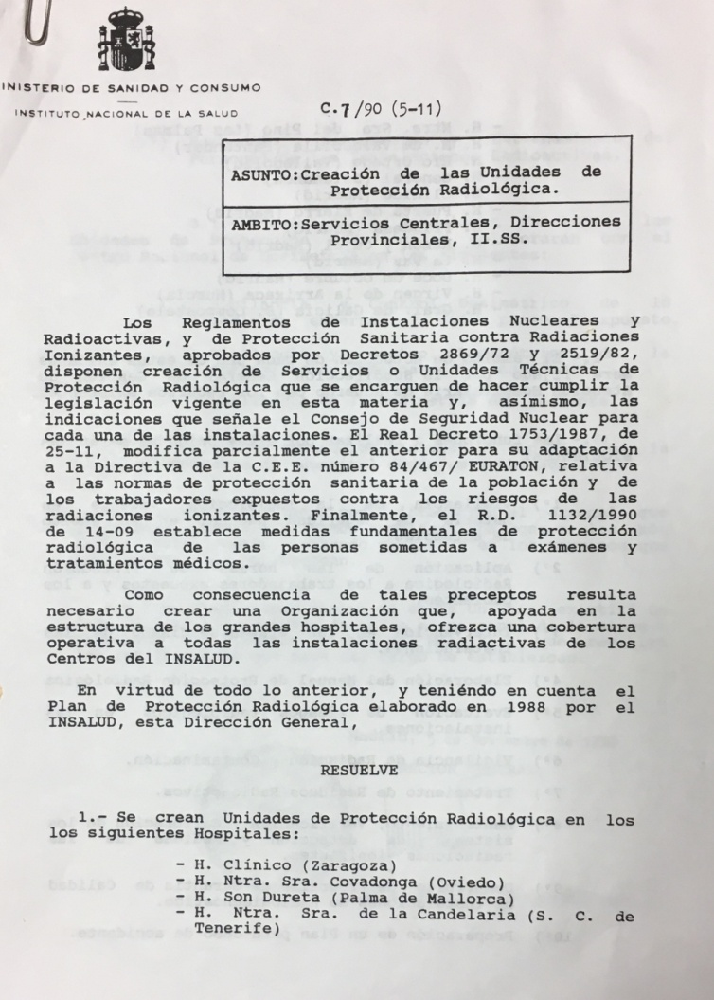 INISTERIO DE SANIDAD Y CONSUMO
INSTITUTO NACIONAL DE LA SALUD
C.7/90 (5-11)
ASUNTO:Creación de las Unidades de
Protección Radiológica.
AMBITO:Servicios Centrales, Direcciones
Provinciales, II.SS.
Los Reglamentos de Instalaciones Nucleares y
Radioactivas, y de Protección Sanitaria contra Radiaciones
Ionizantes, aprobados por Decretos 2869/72 y 2519/82,
disponen creación de Servicios o Unidades Técnicas de
Protección Radiológica que se encarguen de hacer cumplir la
legislación vigente en esta materia y, asímismo, las
indicaciones que señale el Consejo de Seguridad Nuclear para
cada una de las instalaciones. El Real Decreto 1753/1987, de
25-11, modifica parcialmente el anterior para su adaptación
a la Directiva de la C.E.E. número 84/467/ EURATON, relativa
a las normas de protección sanitaria de la población y de
los trabajadores expuestos contra los riesgos de las
radiaciones ionizantes. Finalmente, el R.D. 1132/1990
de 14-09 establece medidas fundamentales de protección
radiológica de las personas sometidas a exámenes y
tratamientos médicos.
Como consecuencia de tales preceptos resulta
necesario crear una Organización que, apoyada en la
estructura de los grandes hospitales, ofrezca una cobertura
operativa a todas las instalaciones radiactivas de los
Centros del INSALUD.
En virtud de todo lo anterior, y teniéndo en cuenta el
Plan de Protección Radiológica elaborado en 1988 por el
INSALUD, esta Dirección General,
RESUELVE
1.- Se crean Unidades de Protección Radiológica en los
los siguientes Hospitales:
- H. Clínico (Zaragoza)
- H. Ntra. Sra. Covadonga (Oviedo)
- H. Son Dureta (Palma de Mallorca)
- H. Ntra. Sra. de la Candelaria (S. C. de
Tenerife)